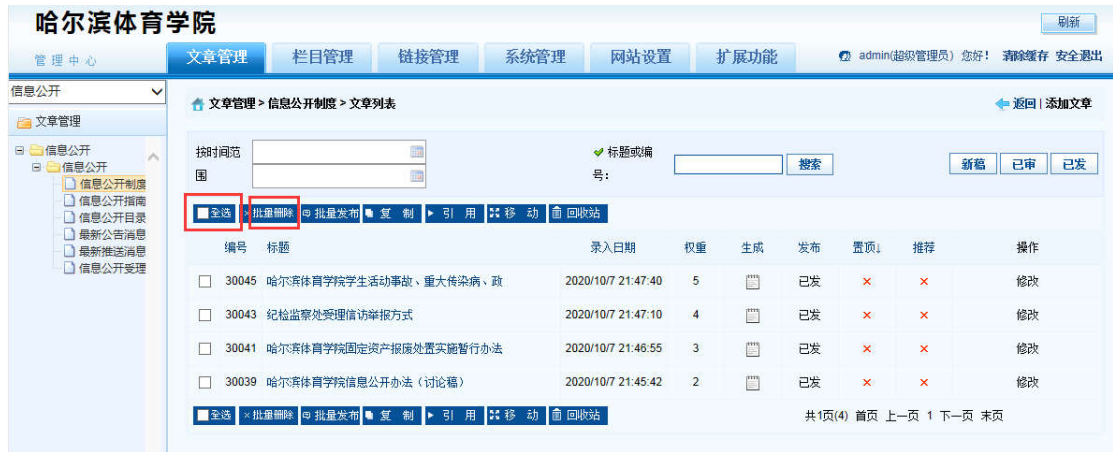 哈尔滨体育学院
刷新
管理中心 文章管理 栏目管理 链接管理 系统管理 网站设置 扩展功能 admin(超级管理员) 您好! 清除缓存 安全退出
信息公开
文章管理 > 信息公开制度 > 文章列表 返回 | 添加文章
文章管理
信息公开
信息公开
信息公开制度
信息公开指南
信息公开目录
最新公告消息
最新推送消息
信息公开受理
按时间范围
标题或编号:
搜索
新稿 已审 已发
全选 批量删除 批量发布 复 制 引 用 移 动 回收站
编号 标题 录入日期 权重 生成 发布 置顶↓ 推荐 操作
30045 哈尔滨体育学院学生活动事故、重大传染病、政 2020/10/7 21:47:40 5 已发 × × 修改
30043 纪检监察处受理信访举报方式 2020/10/7 21:47:10 4 已发 × × 修改
30041 哈尔滨体育学院固定资产报废处置实施暂行办法 2020/10/7 21:46:55 3 已发 × × 修改
30039 哈尔滨体育学院信息公开办法（讨论稿） 2020/10/7 21:45:42 2 已发 × × 修改
全选 ×批量删除 批量发布 复 制 引 用 移 动 回收站
共1页(4) 首页 上一页 1 下一页 末页